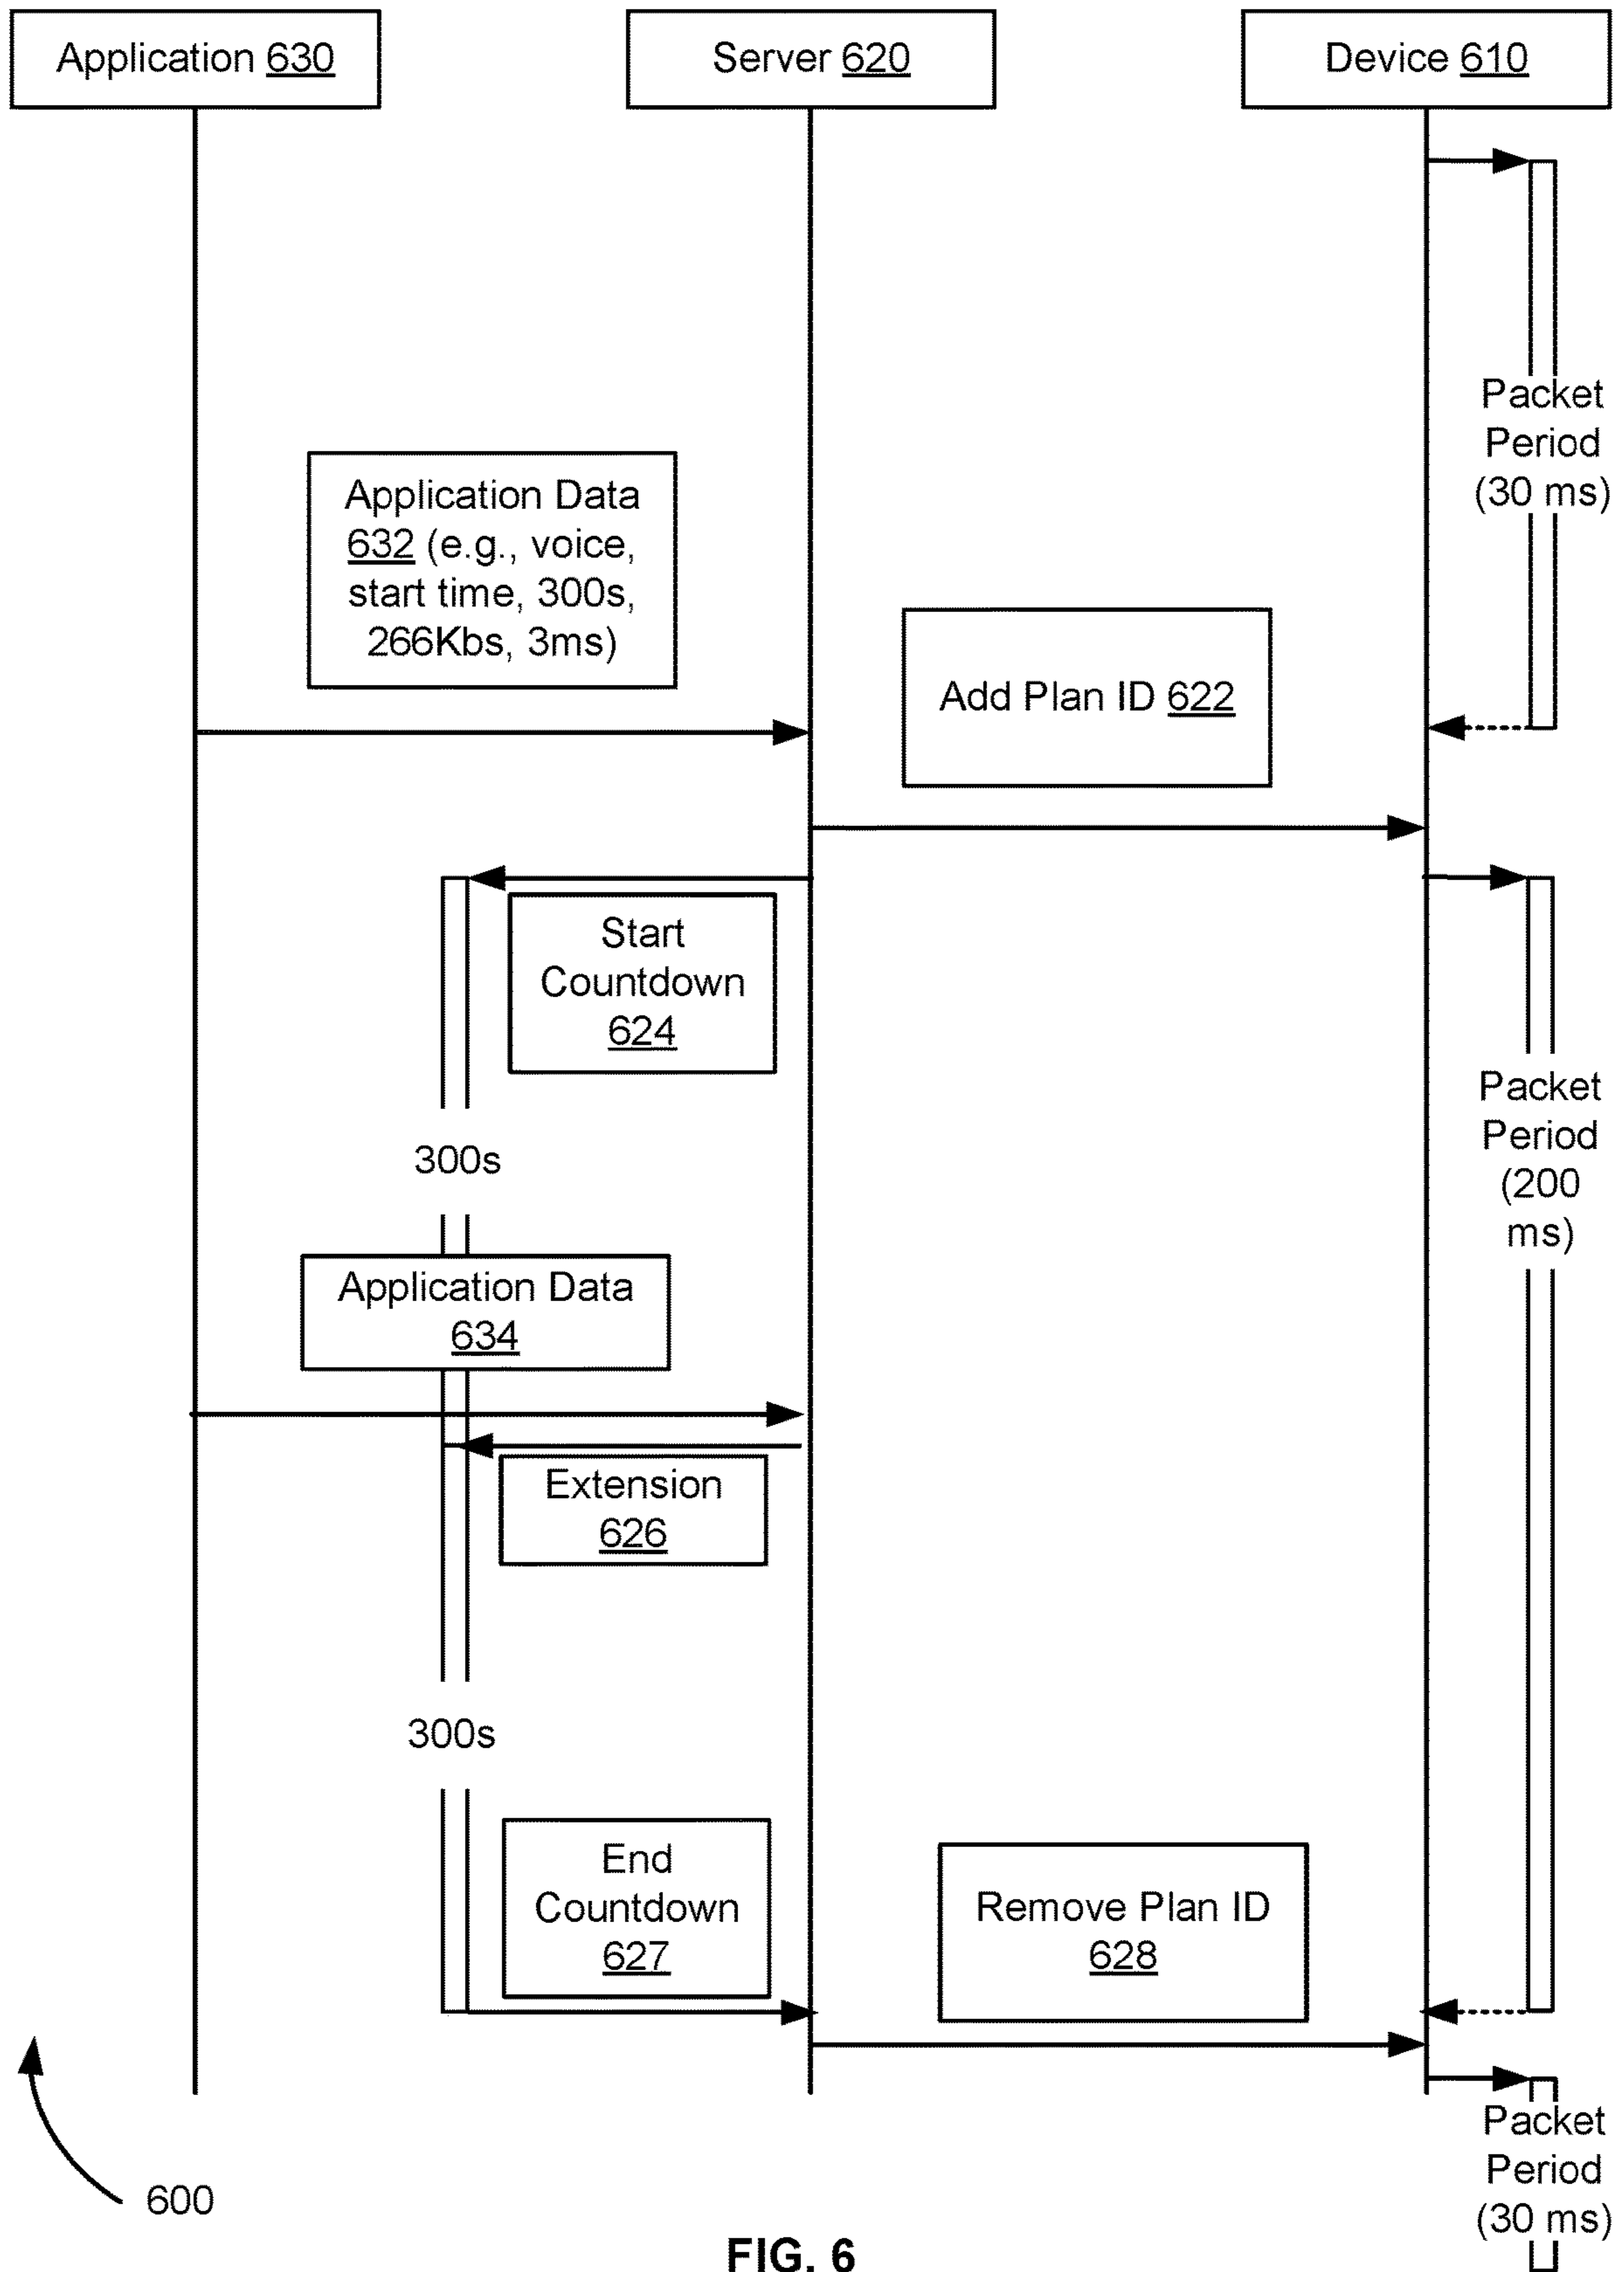 Application 630
Server 620
Device 610
Packet
Period
(30 ms)
Application Data
632 (e.g., voice,
start time, 300s,
266Kbs, 3ms)
Add Plan ID 622
Start
Countdown
624
Packet
Period
(200
ms)
300s
Application Data
634
Extension
626
300s
End
Countdown
627
Remove Plan ID
628
Packet
Period
(30 ms)
600
FIG. 6